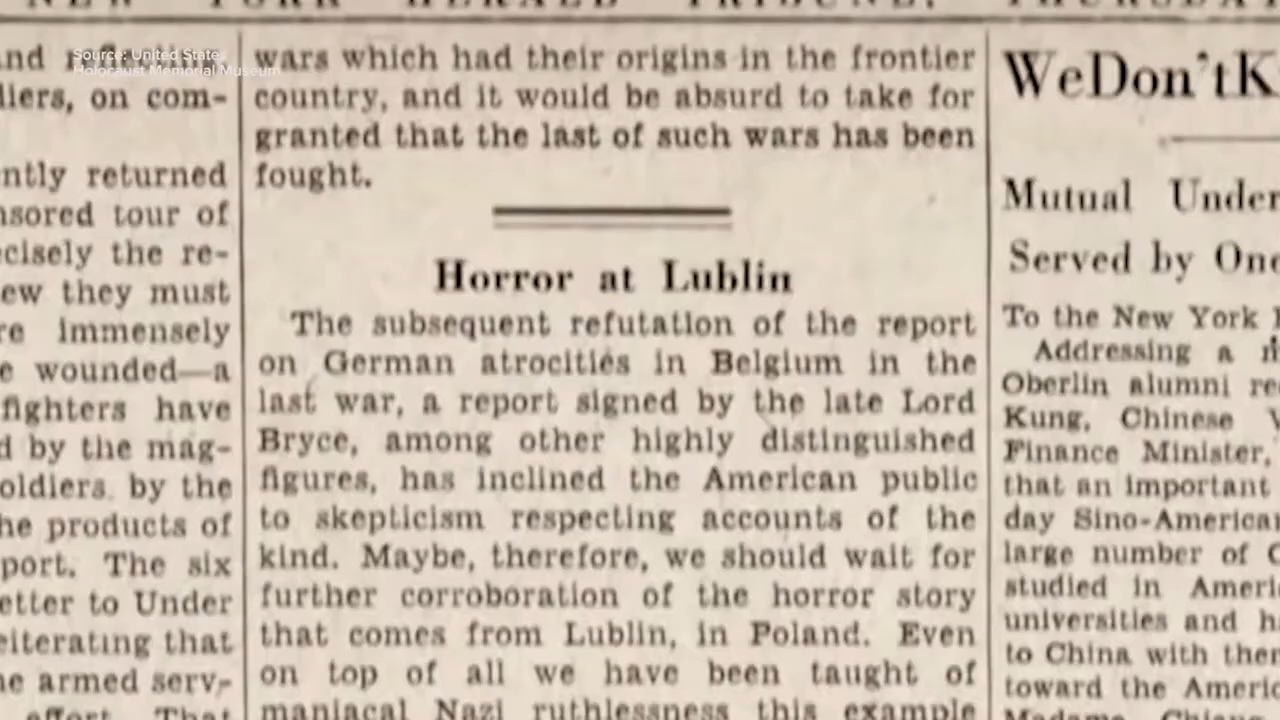 NEW YORK HERALD TRIBUNE, THURSDA
Source: United State
Holocaust Memorial Museum
and
liers, on com-
ntly returned
nsored tour of
cisely the re-
ew they must
re immensely
e wounded—a
fighters have
d by the mag-
oldiers by the
he products of
port. The six
etter to Under
eiterating that
he armed serv-
effort. That
wars which had their origins in the frontier
country, and it would be absurd to take for
granted that the last of such wars has been
fought.
Horror at Lublin
The subsequent refutation of the report
on German atrocities in Belgium in the
last war, a report signed by the late Lord
Bryce, among other highly distinguished
figures, has inclined the American public
to skepticism respecting accounts of the
kind. Maybe, therefore, we should wait for
further corroboration of the horror story
that comes from Lublin, in Poland. Even
on top of all we have been taught of
maniacal Nazi ruthlessness this example
We Don't K
Mutual Under
Served by One
To the New York
Addressing a
Oberlin alumni re
Kung, Chinese V
Finance Minister,
that an important
day Sino-American
large number of C
studied in Ameri
universities and h
to China with ther
toward the Americ
Madame Chiang